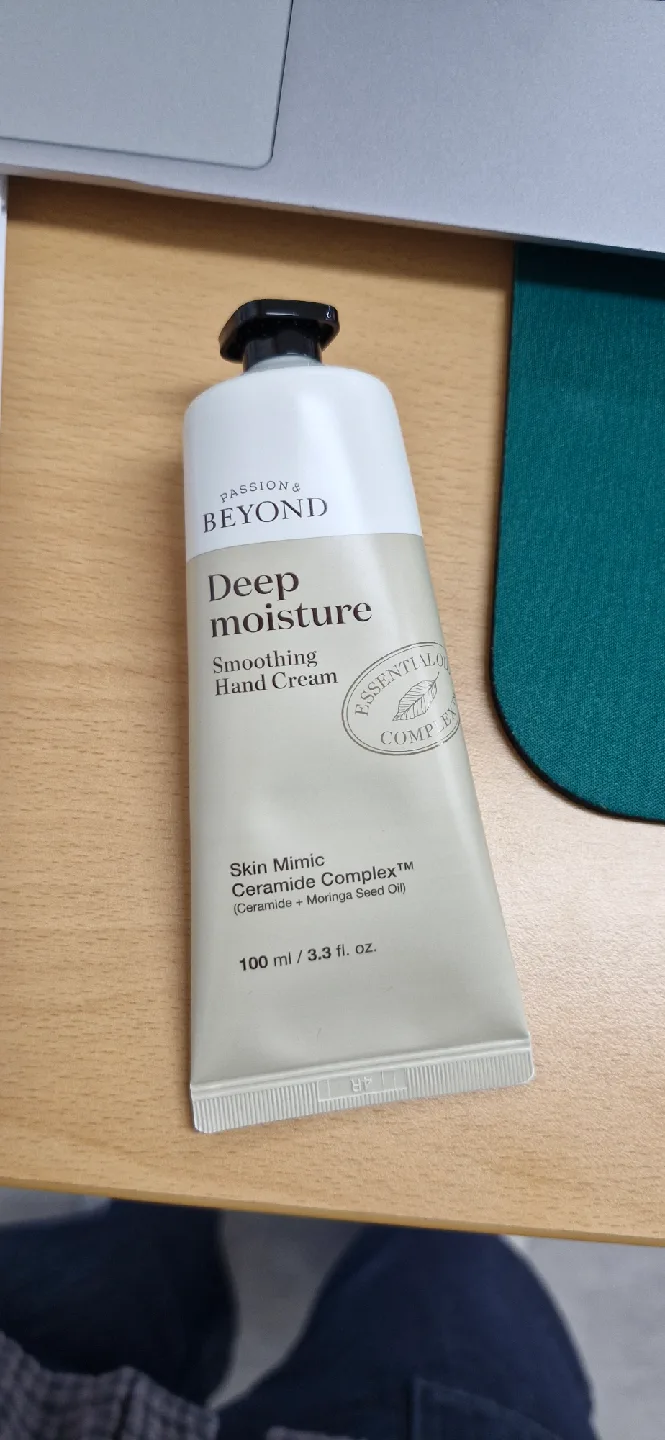 PASSION &
BEYOND
Deep
moisture
Smoothing
Hand Cream
ESSENTIAL
COMPLEX
Skin Mimic
Ceramide Complex™
(Ceramide + Moringa Seed Oil)
100 ml / 3.3 fl. oz.
4R